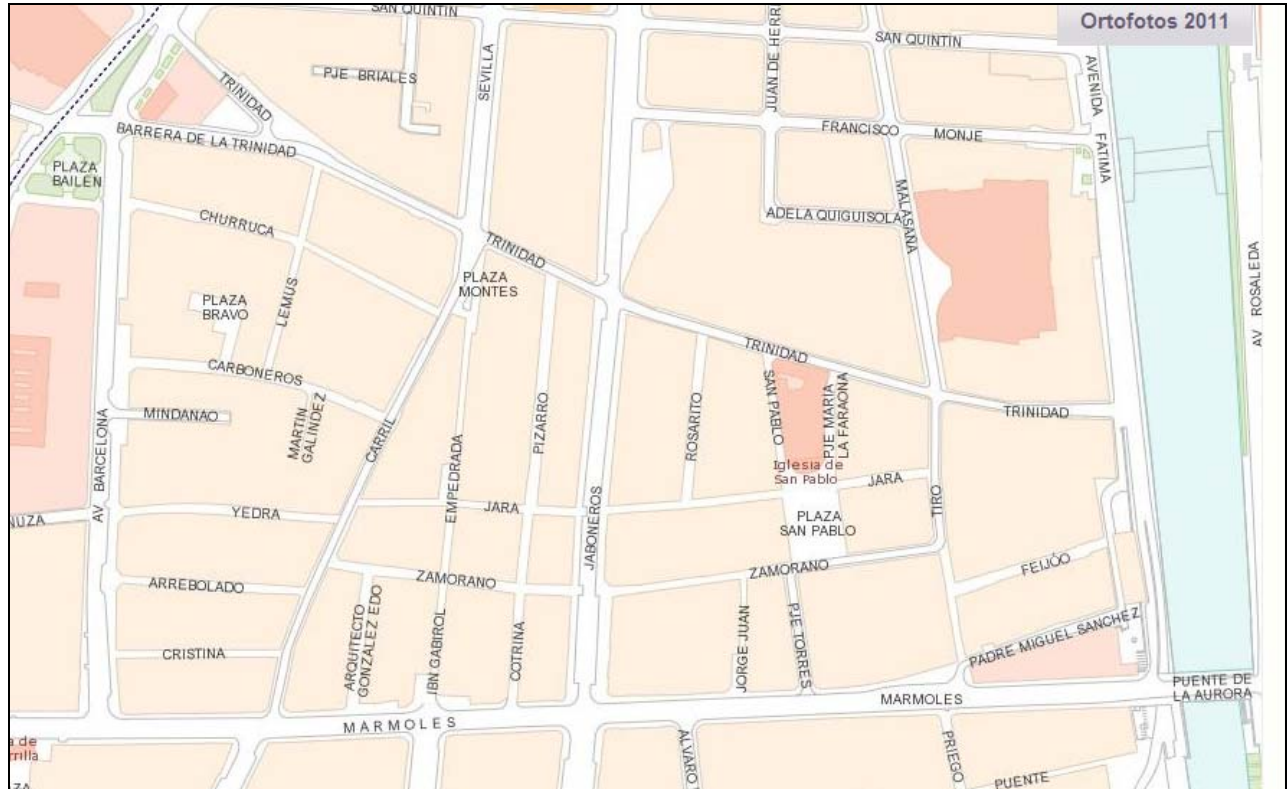 SAN QUINTIN
Ortofotos 2011
SAN QUINTIN
JUAN DE HERR
SEVILLA
PJE BRIALES
TRINIDAD
AVENIDA FATIMA
BARRERA DE LA TRINIDAD
FRANCISCO MONJE
PLAZA
BAILEN
MALASAÑA
CHURRUCA
ADELA QUIGUISOLA
TRINIDAD
AV ROSALEDA
PLAZA
MONTES
LEMUS
PLAZA
BRAVO
TRINIDAD
CARBONEROS
SAN PABLO
PJE MARIA
LA FARAONA
TRINIDAD
MINDANAO
MARTIN
GALINDEZ
CARRIL
PIZARRO
ROSARITO
AV BARCELONA
EMPEDRADA
Iglesia de
San Pablo
JARA
TIRO
NUZA
YEDRA
JARA
JABONEROS
PLAZA
SAN PABLO
ZAMORANO
FEIJÓO
ARREBOLADO
ZAMORANO
ARQUITECTO
GONZALEZ EDO
IBN GABIROL
COTRINA
JORGE JUAN
PJE TORRES
PADRE MIGUEL SANCHEZ
CRISTINA
PUENTE DE
LA AURORA
MARMOLES
MARMOLES
a de
rrilla
ALVARO
PRIEGO
PUENTE
ZA